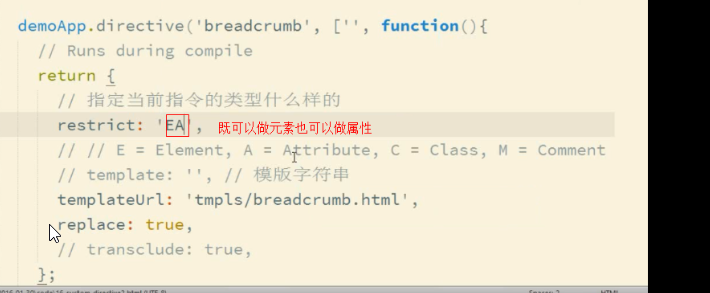 demoApp.directive('breadcrumb', ['', function(){
// Runs during compile
return {
// 指定当前指令的类型什么样的
restrict: 'EA', 既可以做元素也可以做属性
// // E = Element, A = Attribute, C = Class, M = Comment
// template: '', // 模版字符串
templateUrl: 'tmpls/breadcrumb.html',
replace: true,
// transclude: true,
};